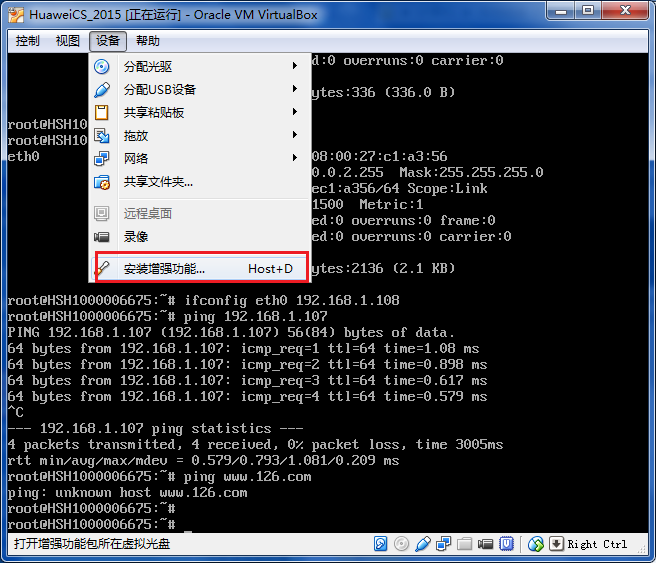 HuaweiCS_2015 [正在运行] - Oracle VM VirtualBox
控制 视图 设备 帮助
分配光驱
分配USB设备
共享粘贴板
拖放
网络
共享文件夹...
远程桌面
录像
安装增强功能... Host+D
ed:0 overruns:0 carrier:0
ytes:336 (336.0 B)
root@HSH10
root@HSH10
eth0 08:00:27:c1:a3:56
.0.2.255 Mask:255.255.255.0
ec1:a356/64 Scope:Link
1500 Metric:1
ed:0 overruns:0 frame:0
ed:0 overruns:0 carrier:0
ytes:2136 (2.1 KB)
root@HSH1000006675:~# ifconfig eth0 192.168.1.108
root@HSH1000006675:~# ping 192.168.1.107
PING 192.168.1.107 (192.168.1.107) 56(84) bytes of data.
64 bytes from 192.168.1.107: icmp_req=1 ttl=64 time=1.08 ms
64 bytes from 192.168.1.107: icmp_req=2 ttl=64 time=0.898 ms
64 bytes from 192.168.1.107: icmp_req=3 ttl=64 time=0.617 ms
64 bytes from 192.168.1.107: icmp_req=4 ttl=64 time=0.579 ms
^C
--- 192.168.1.107 ping statistics ---
4 packets transmitted, 4 received, 0% packet loss, time 3005ms
rtt min/avg/max/mdev = 0.579/0.793/1.081/0.209 ms
root@HSH1000006675:~# ping www.126.com
ping: unknown host www.126.com
root@HSH1000006675:~#
root@HSH1000006675:~# _
打开增强功能包所在虚拟光盘 Right Ctrl